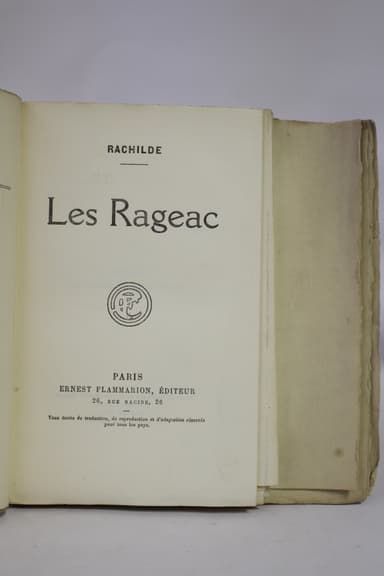 RACHILDE
Les Rageac
PARIS
ERNEST FLAMMARION, ÉDITEUR
26, RUE RACINE, 26
Tous droits de traduction, de reproduction et d'adaptation réservés
pour tous les pays.